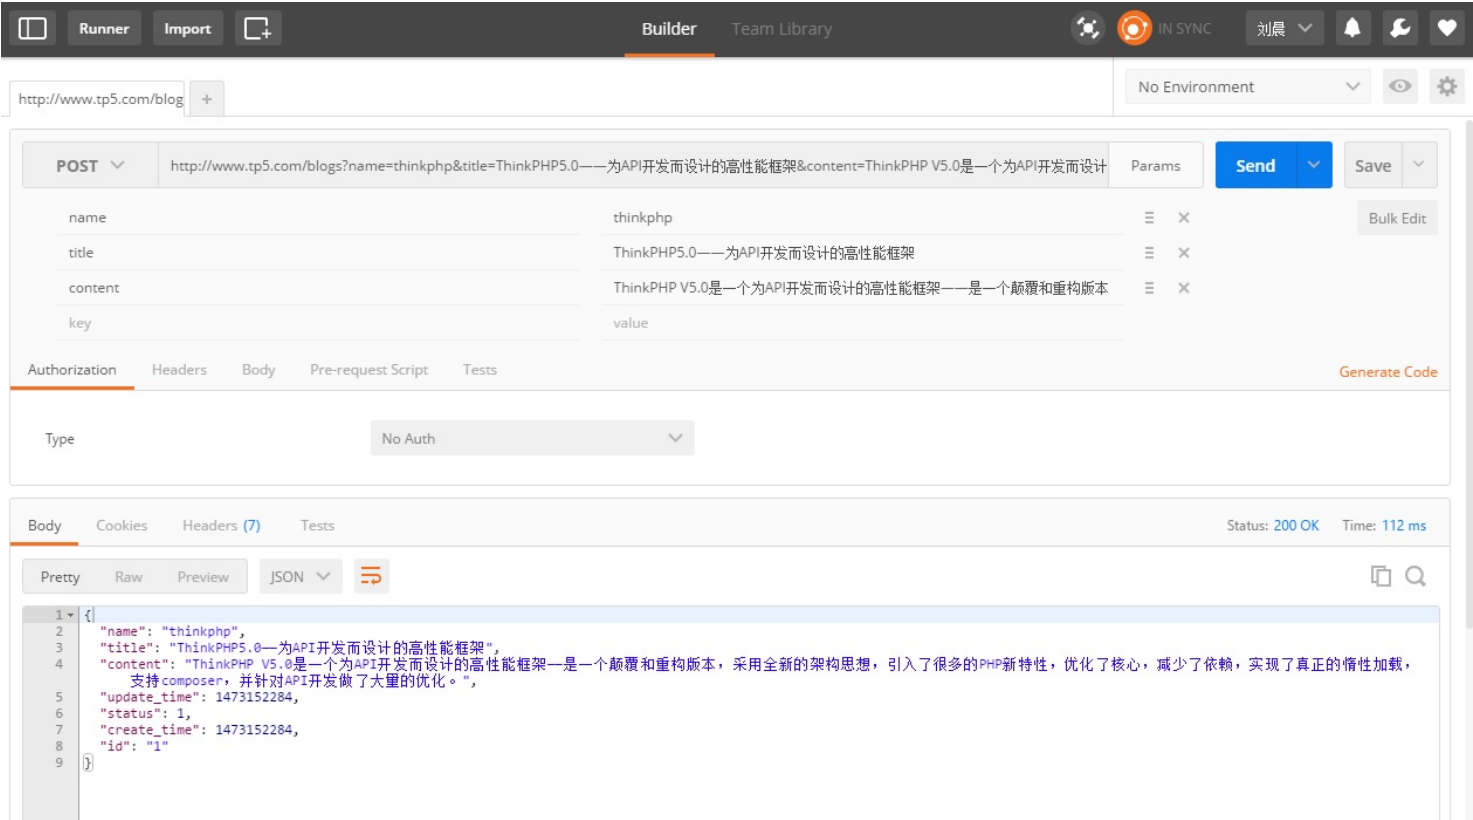 Runner Import Builder Team Library IN SYNC 刘晨
http://www.tp5.com/blog + No Environment
POST http://www.tp5.com/blogs?name=thinkphp&title=ThinkPHP5.0——为API开发而设计的高性能框架&content=ThinkPHP V5.0是一个为API开发而设计 Params Send Save
name thinkphp Bulk Edit
title ThinkPHP5.0——为API开发而设计的高性能框架
content ThinkPHP V5.0是一个为API开发而设计的高性能框架——是一个颠覆和重构版本
key value
Authorization Headers Body Pre-request Script Tests Generate Code
Type No Auth
Body Cookies Headers (7) Tests Status: 200 OK Time: 112 ms
Pretty Raw Preview JSON
1 {
2 "name": "thinkphp",
3 "title": "ThinkPHP5.0——为API开发而设计的高性能框架",
4 "content": "ThinkPHP V5.0是一个为API开发而设计的高性能框架——是一个颠覆和重构版本，采用全新的架构思想，引入了很多的PHP新特性，优化了核心，减少了依赖，实现了真正的惰性加载，
支持composer，并针对API开发做了大量的优化。",
5 "update_time": 1473152284,
6 "status": 1,
7 "create_time": 1473152284,
8 "id": "1"
9 }